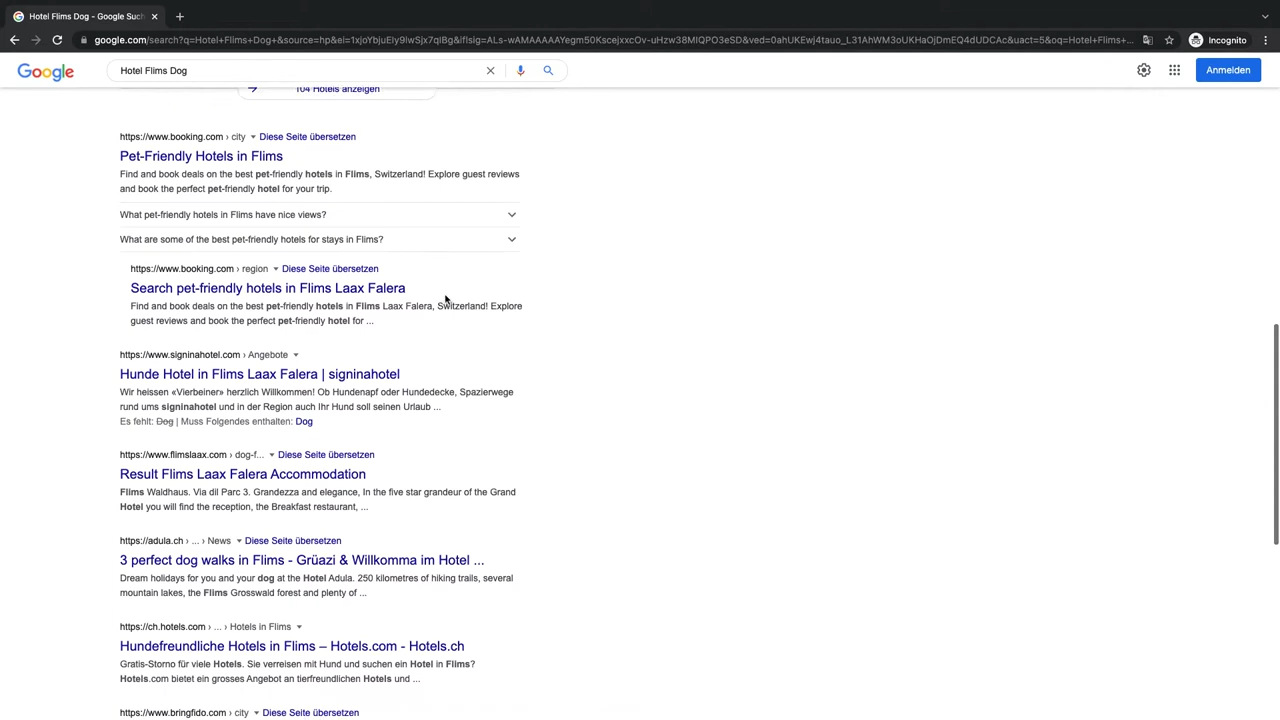 Hotel Flims Dog - Google Such
google.com/search?q=Hotel+Flims+Dog+&source=hp&ei=
Incognito
Google
Hotel Flims Dog
Anmelden
104 Hotels anzeigen
https://www.booking.com › city Diese Seite übersetzen
Pet-Friendly Hotels in Flims
Find and book deals on the best pet-friendly hotels in Flims, Switzerland! Explore guest reviews
and book the perfect pet-friendly hotel for your trip.
What pet-friendly hotels in Flims have nice views?
What are some of the best pet-friendly hotels for stays in Flims?
https://www.booking.com › region Diese Seite übersetzen
Search pet-friendly hotels in Flims Laax Falera
Find and book deals on the best pet-friendly hotels in Flims Laax Falera, Switzerland! Explore
guest reviews and book the perfect pet-friendly hotel for ...
https://www.signinahotel.com › Angebote
Hunde Hotel in Flims Laax Falera | signinahotel
Wir heissen «Vierbeiner» herzlich Willkommen! Ob Hundenapf oder Hundedecke, Spazierwege
rund ums signinahotel und in der Region auch Ihr Hund soll seinen Urlaub ...
Es fehlt: Dog | Muss Folgendes enthalten: Dog
https://www.flimslaax.com › dog-f... Diese Seite übersetzen
Result Flims Laax Falera Accommodation
Flims Waldhaus. Via dil Parc 3. Grandezza and elegance, In the five star grandeur of the Grand
Hotel you will find the reception, the Breakfast restaurant, ...
https://adula.ch › ... › News Diese Seite übersetzen
3 perfect dog walks in Flims - Grüazi & Willkomma im Hotel ...
Dream holidays for you and your dog at the Hotel Adula. 250 kilometres of hiking trails, several
mountain lakes, the Flims Grosswald forest and plenty of ...
https://ch.hotels.com › ... › Hotels in Flims
Hundefreundliche Hotels in Flims – Hotels.com - Hotels.ch
Gratis-Storno für viele Hotels. Sie verreisen mit Hund und suchen ein Hotel in Flims?
Hotels.com bietet ein grosses Angebot an tierfreundlichen Hotels und ...
https://www.bringfido.com › city Diese Seite übersetzen